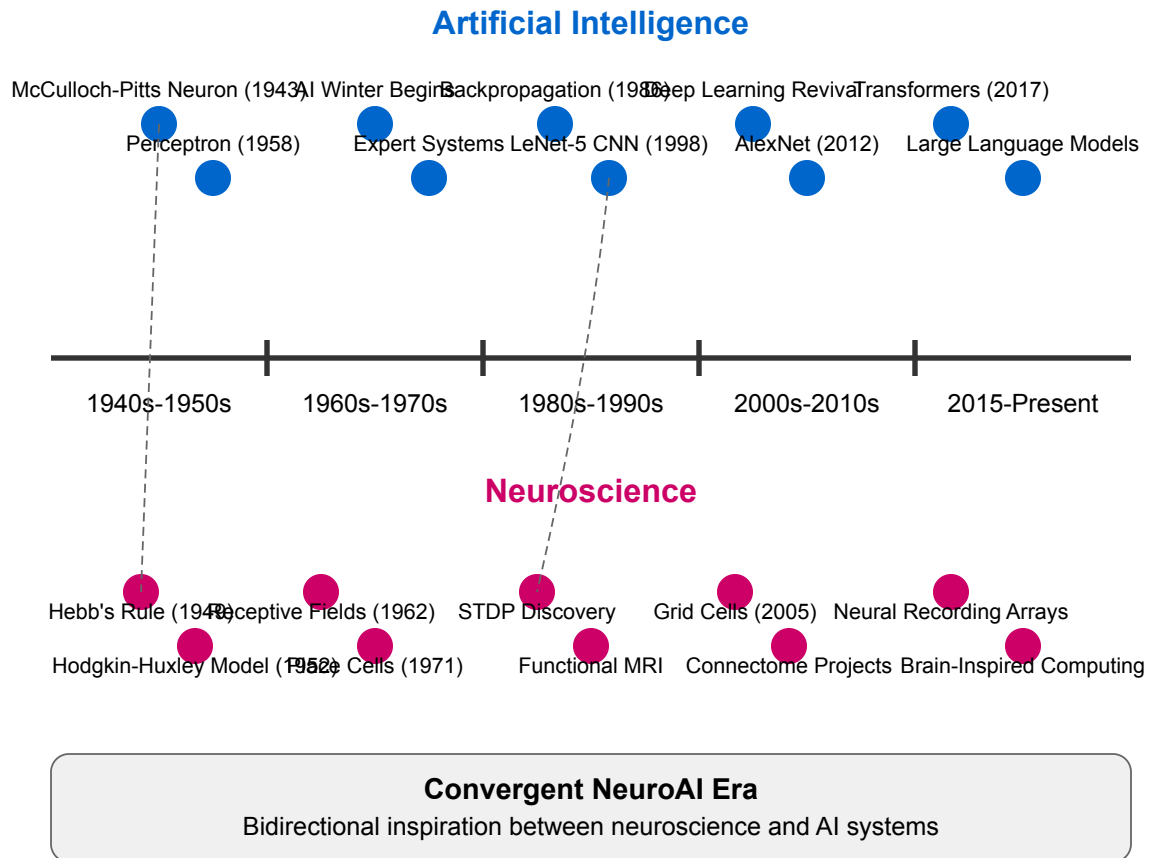 Artificial Intelligence
McCulloch-Pitts Neuron (1943)
AI Winter Begins
Backpropagation (1986)
Deep Learning Revival
Transformers (2017)
Perceptron (1958)
Expert Systems
LeNet-5 CNN (1998)
AlexNet (2012)
Large Language Models
1940s-1950s
1960s-1970s
1980s-1990s
2000s-2010s
2015-Present
Neuroscience
Hebb's Rule (1949)
Receptive Fields (1962)
STDP Discovery
Grid Cells (2005)
Neural Recording Arrays
Hodgkin-Huxley Model (1952)
Place Cells (1971)
Functional MRI
Connectome Projects
Brain-Inspired Computing
Convergent NeuroAI Era
Bidirectional inspiration between neuroscience and AI systems